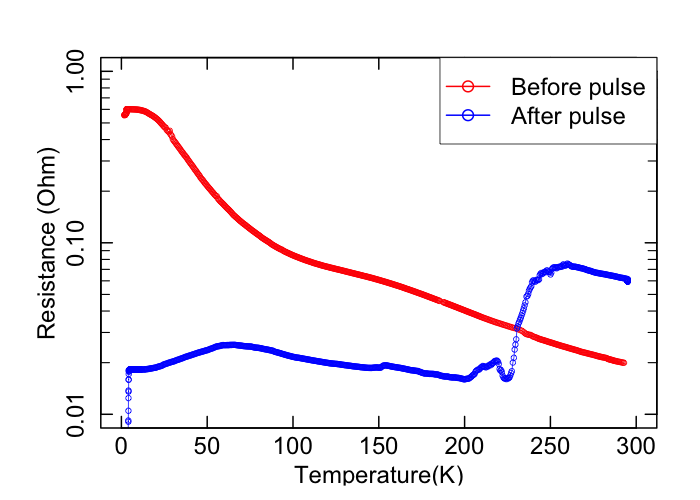 Before pulse
After pulse
Resistance (Ohm)
1.00
0.10
0.01
0 50 100 150 200 250 300
Temperature(K)